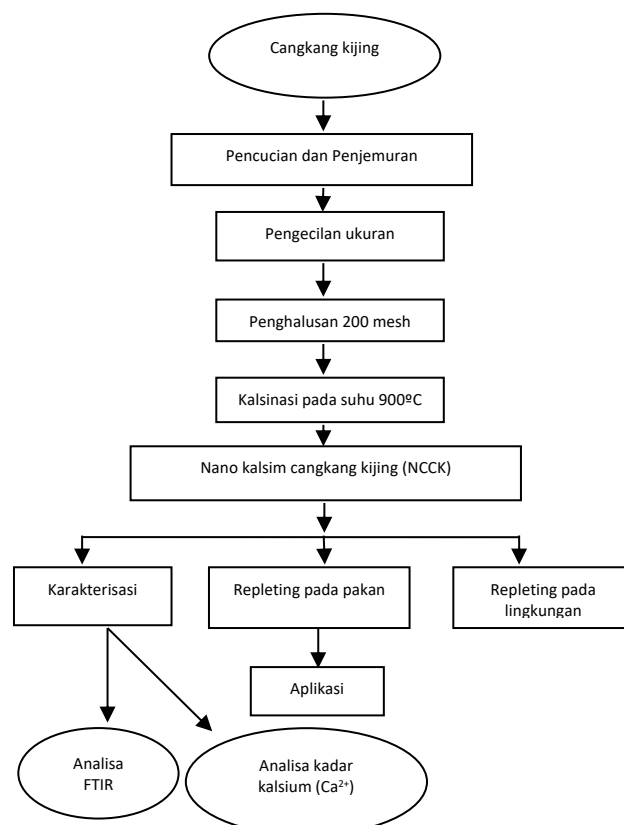 Cangkang kijing
Pencucian dan Penjemuran
Pengecilan ukuran
Penghalusan 200 mesh
Kalsinasi pada suhu 900ºC
Nano kalsim cangkang kijing (NCCK)
Karakterisasi
Repleting pada pakan
Repleting pada
lingkungan
Aplikasi
Analisa
FTIR
Analisa kadar
kalsium (Ca²⁺)